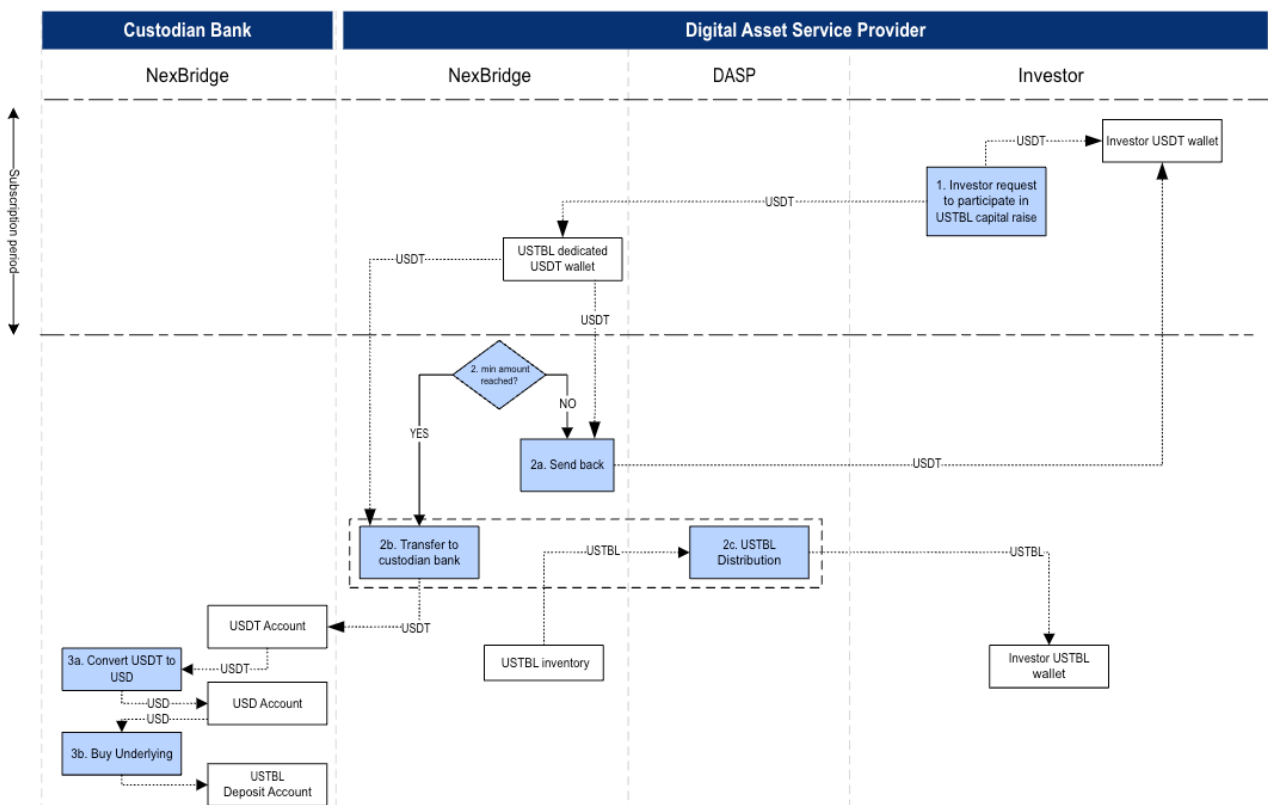 Custodian Bank
Digital Asset Service Provider
NexBridge
NexBridge
DASP
Investor
Subscription period
USDT
Investor USDT wallet
1. Investor request
to participate in
USTBL capital raise
USDT
USTBL dedicated
USDT wallet
USDT
USDT
2. min amount
reached?
NO
YES
2a. Send back
USDT
2b. Transfer to
custodian bank
USTBL
2c. USTBL
Distribution
USTBL
USDT Account
USDT
3a. Convert USDT to
USD
USDT
USTBL inventory
Investor USTBL
wallet
USD
USD Account
USD
3b. Buy Underlying
USTBL
Deposit Account